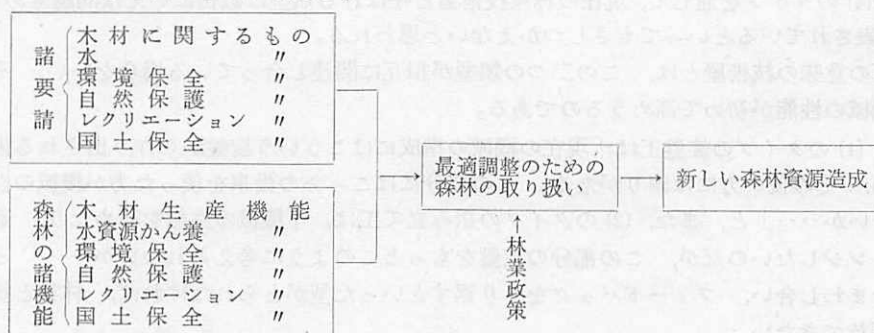 諸要請
木材に関するもの
水 〃
環境保全 〃
自然保護 〃
レクリエーション 〃
国土保全 〃
森林の諸機能
木材生産機能
水資源かん養 〃
環境保全 〃
自然保護 〃
レクリエーション 〃
国土保全 〃
最適調整のための
森林の取り扱い
林業政策
新しい森林資源造成